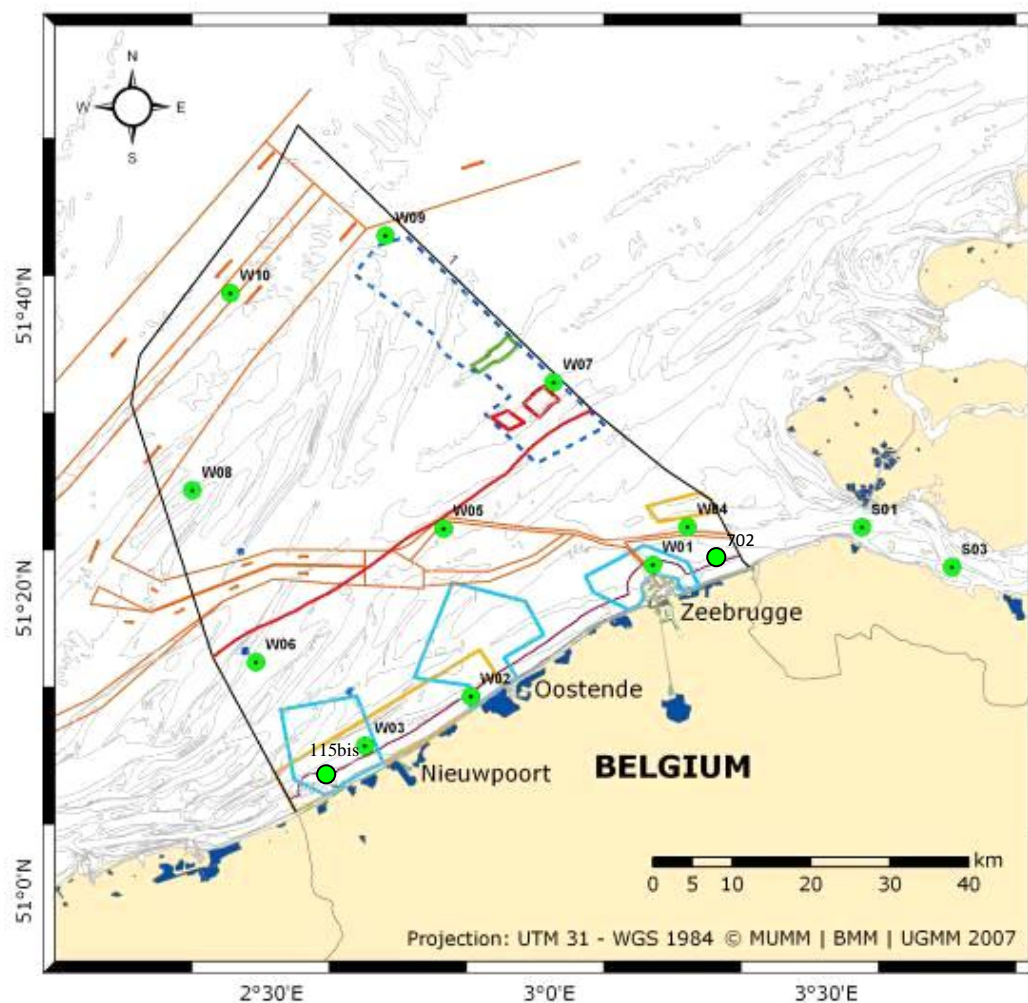 N
W E
S
W09
1
W10
51°40'N
W07
W08
W05
W04
S01
702
W01
S03
51°20'N
Zeebrugge
W06
W02
Oostende
W03
115bis
Nieuwpoort
BELGIUM
km
0 5 10 20 30 40
51°0'N
Projection: UTM 31 - WGS 1984 © MUMM | BMM | UGMM 2007
2°30'E 3°0'E 3°30'E